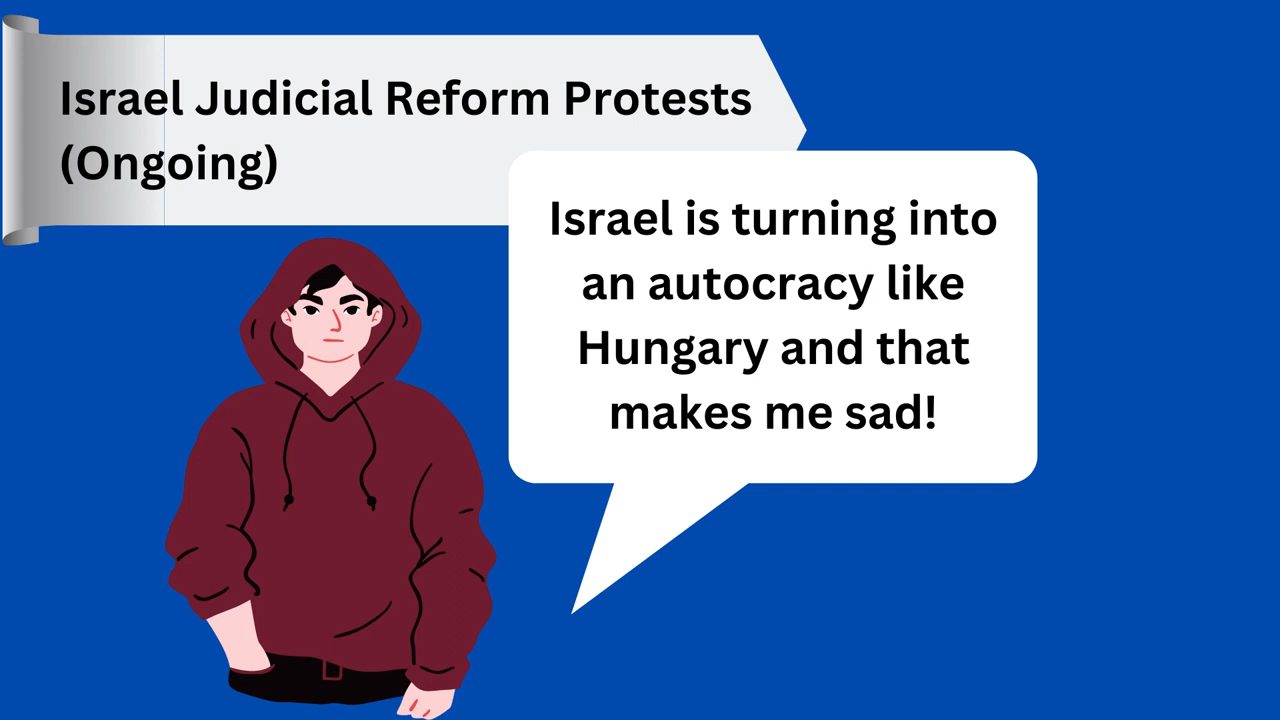 Israel Judicial Reform Protests
(Ongoing)
Israel is turning into
an autocracy like
Hungary and that
makes me sad!